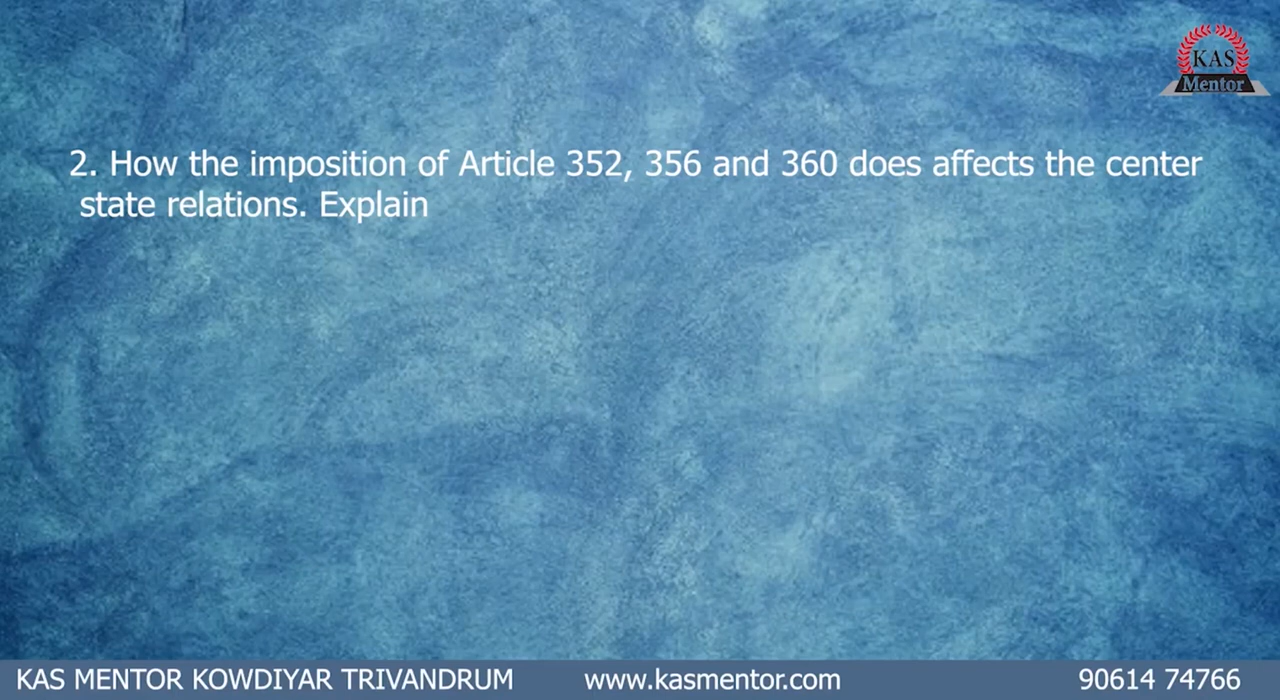 KAS
Mentor
2. How the imposition of Article 352, 356 and 360 does affects the center
state relations. Explain
KAS MENTOR KOWDIYAR TRIVANDRUM www.kasmentor.com 90614 74766